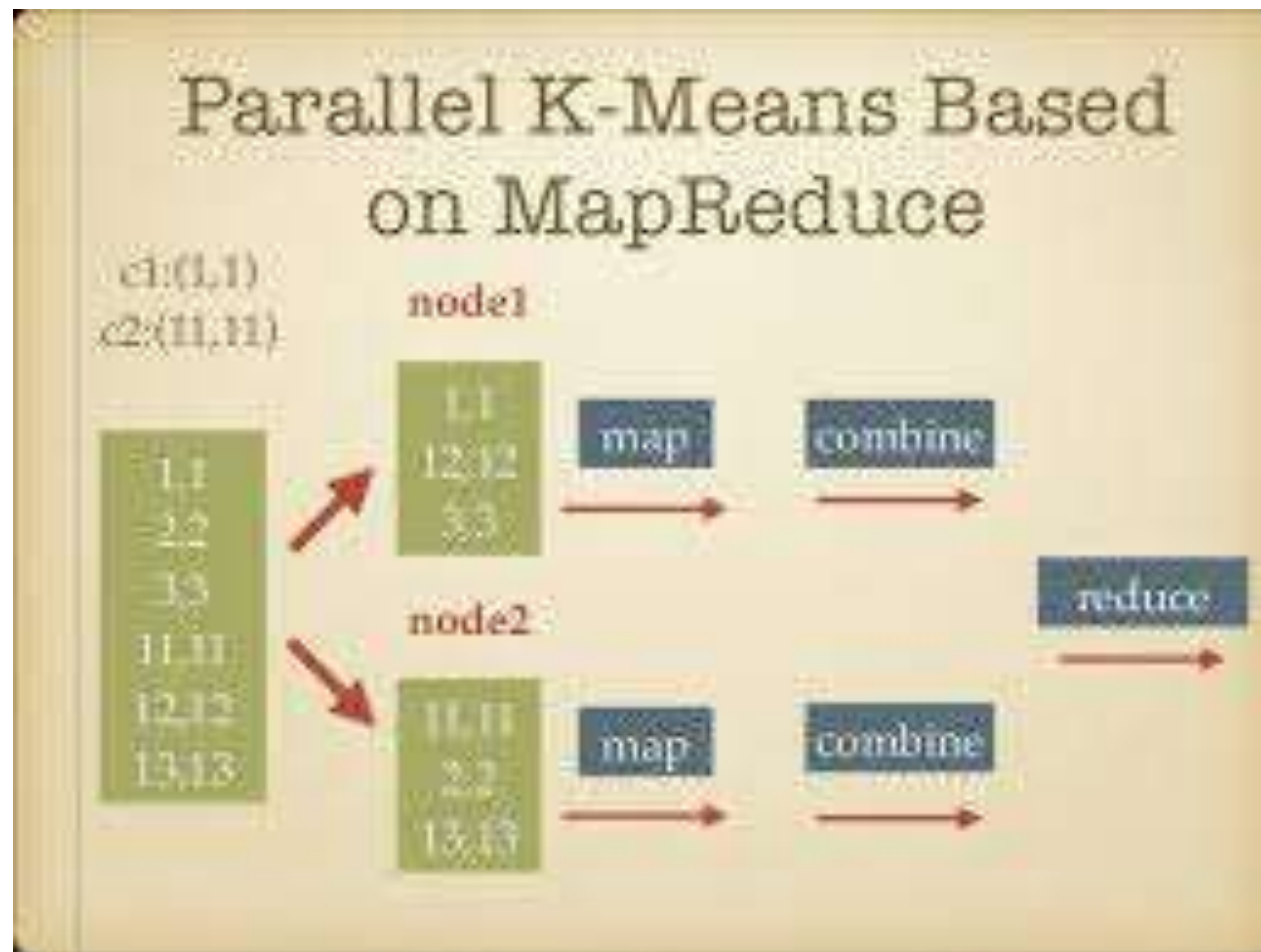 Parallel K-Means Based
on MapReduce
c1:(1,1)
c2:(11,11)
1,1
2,2
3,3
11,11
12,12
13,13
node1
1,1
12,12
3,3
map
combine
node2
11,11
2,2
13,13
map
combine
reduce